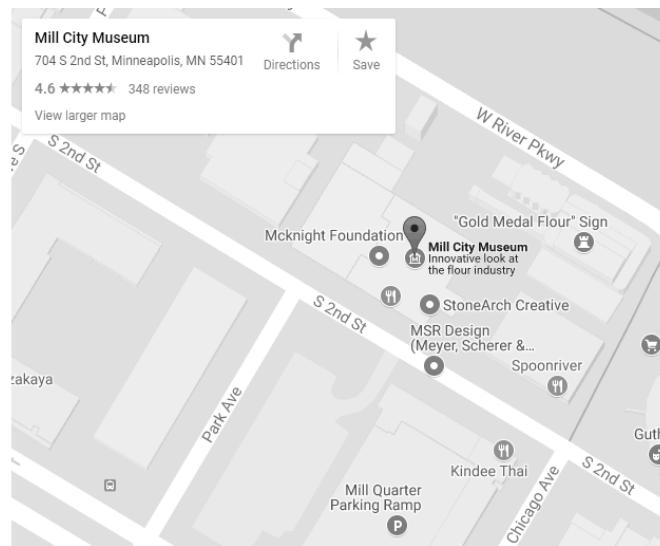 Mill City Museum
704 S 2nd St, Minneapolis, MN 55401
4.6
348 reviews
View larger map
Directions
Save
S 2nd St
W River Pkwy
"Gold Medal Flour" Sign
Mcknight Foundation
Mill City Museum
Innovative look at
the flour industry
StoneArch Creative
S 2nd St
MSR Design
(Meyer, Scherer &...
Spoonriver
zakaya
Park Ave
Guth
Kindee Thai
S 2nd St
Mill Quarter
Parking Ramp
P
Chicago Ave